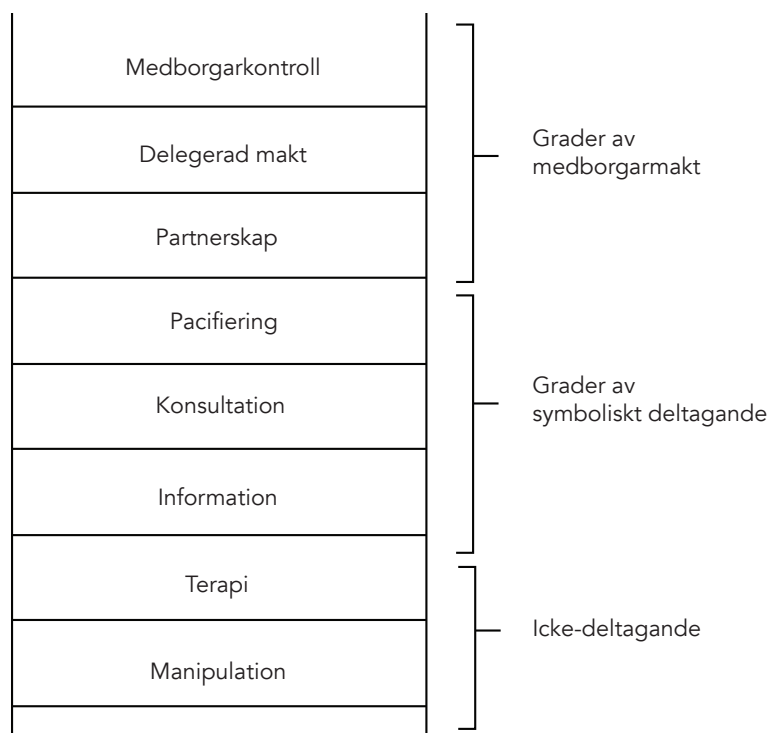 Medborgarkontroll
Delegerad makt
Partnerskap
Pacifiering
Konsultation
Information
Terapi
Manipulation
Grader av
medborgarmakt
Grader av
symboliskt deltagande
Icke-deltagande